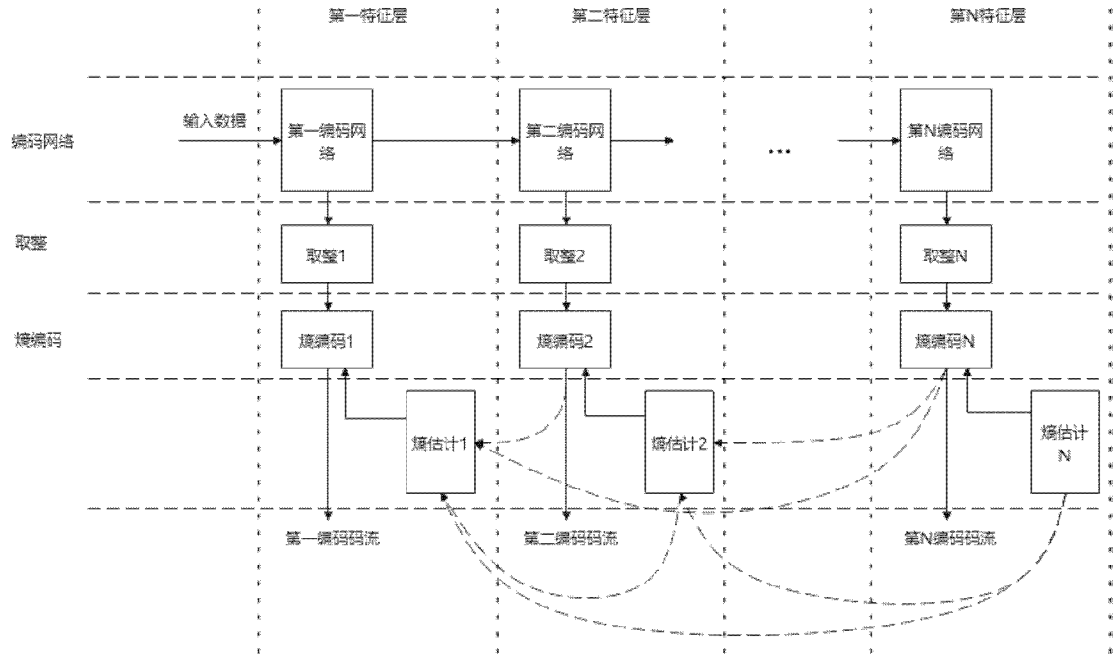 第一特征层 第二特征层 第N特征层
输入数据
编码网络
第一编码网
络
第二编码网
络
...
第N编码网
络
取整
取整1 取整2 取整N
熵编码
熵编码1 熵编码2 熵编码N
熵估计1 熵估计2
熵估计
N
第一编码码流 第二编码码流 第N编码码流